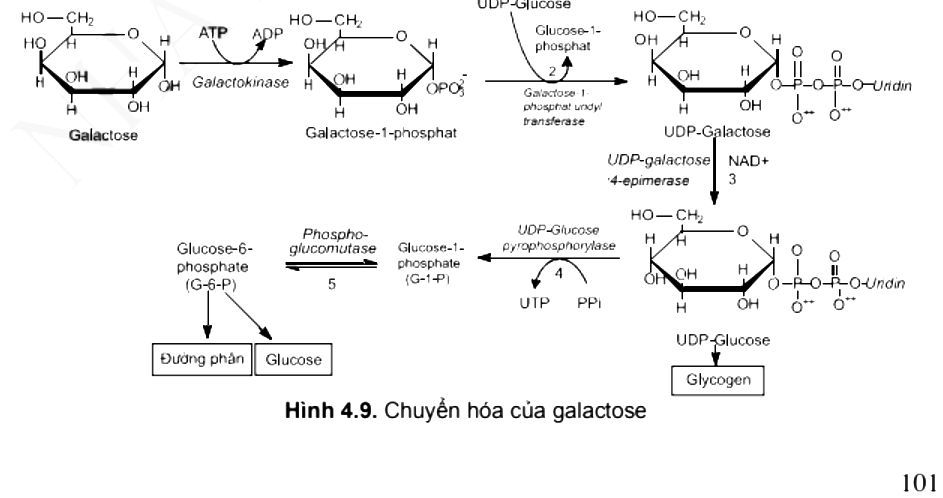 HO—CH2
HO
H
O
H
H
OH
H
H
OH
OH
Galactose
ATP
ADP
Galactokinase
HO—CH2
OH
H
O
H
H
OH
H
H
OH
OPO3 2-
Galactose-1-phosphat
UDP-Glucose
Glucose-1-
phosphat
2
Galactose-1-
phosphat uridyl
transferase
HO—CH2
OH
H
O
H
H
OH
H
H
OH
O—P—O—P—O—Uridin
O
O
O++
O++
UDP-Galactose
UDP-galactose
4-epimerase
NAD+
3
HO—CH2
H
H
O
H
OH
OH
H
H
OH
O—P—O—P—O—Uridin
O
O
O++
O++
UDP-Glucose
Glycogen
UDP-Glucose
pyrophosphorylase
4
UTP
PPi
Glucose-1-
phosphate
(G-1-P)
Phospho-
glucomutase
5
Glucose-6-
phosphate
(G-6-P)
Đường phân
Glucose
Hình 4.9. Chuyển hóa của galactose
101